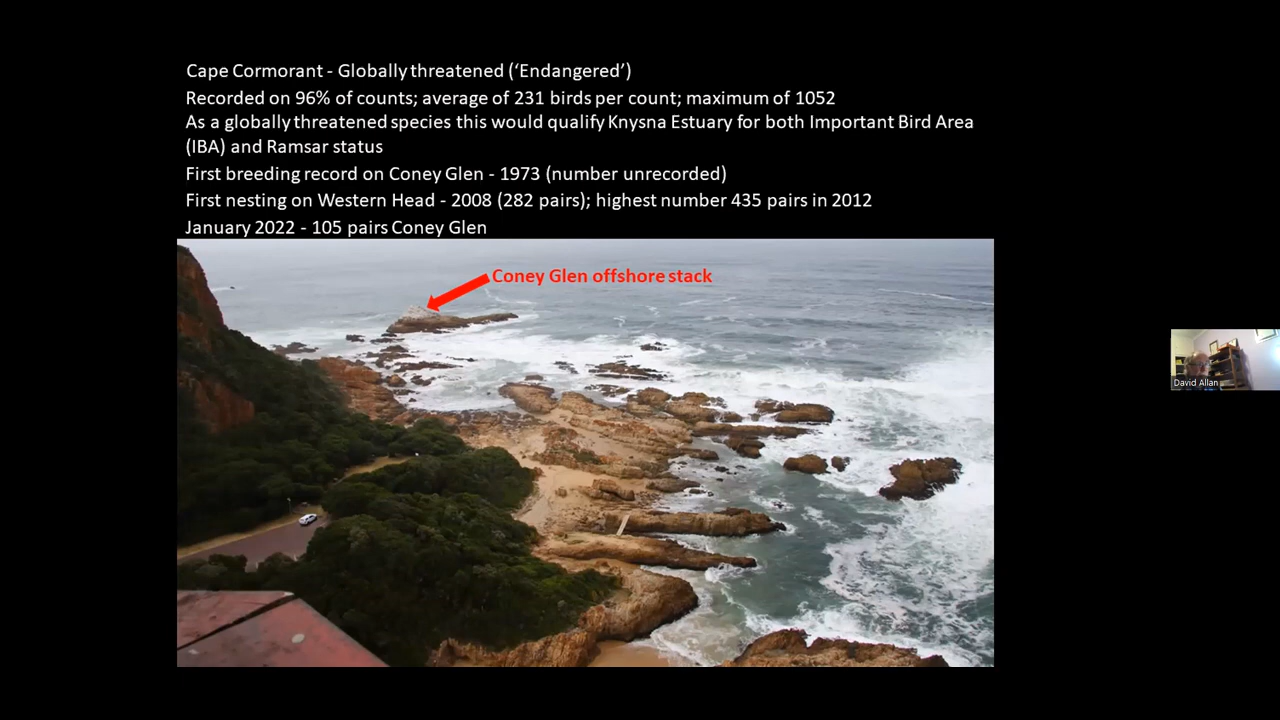 Cape Cormorant - Globally threatened (‘Endangered’)
Recorded on 96% of counts; average of 231 birds per count; maximum of 1052
As a globally threatened species this would qualify Knysna Estuary for both Important Bird Area
(IBA) and Ramsar status
First breeding record on Coney Glen - 1973 (number unrecorded)
First nesting on Western Head - 2008 (282 pairs); highest number 435 pairs in 2012
January 2022 - 105 pairs Coney Glen
Coney Glen offshore stack
David Allan